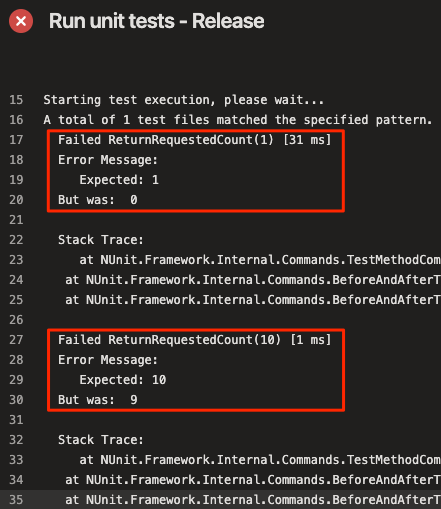 Run unit tests - Release
15 Starting test execution, please wait...
16 A total of 1 test files matched the specified pattern.
17 Failed ReturnRequestedCount(1) [31 ms]
18 Error Message:
19 Expected: 1
20 But was: 0
21
22 Stack Trace:
23 at NUnit.Framework.Internal.Commands.TestMethodCom
24 at NUnit.Framework.Internal.Commands.BeforeAndAfterT
25 at NUnit.Framework.Internal.Commands.BeforeAndAfterT
26
27 Failed ReturnRequestedCount(10) [1 ms]
28 Error Message:
29 Expected: 10
30 But was: 9
31
32 Stack Trace:
33 at NUnit.Framework.Internal.Commands.TestMethodCom
34 at NUnit.Framework.Internal.Commands.BeforeAndAfterT
35 at NUnit.Framework.Internal.Commands.BeforeAndAfterT